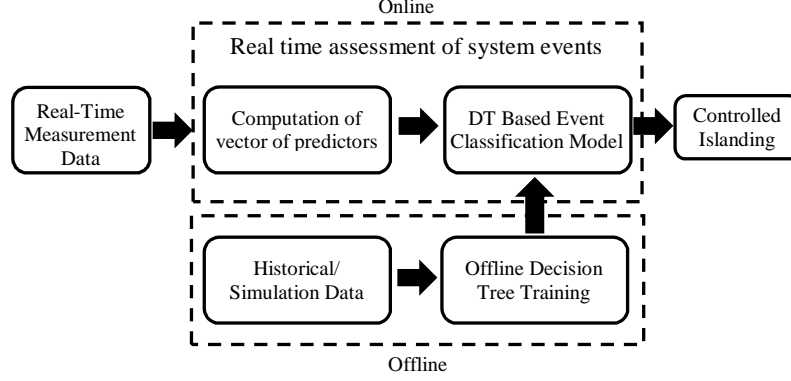 Online
Real time assessment of system events
Real-Time
Measurement
Data
Computation of
vector of predictors
DT Based Event
Classification Model
Controlled
Islanding
Historical/
Simulation Data
Offline Decision
Tree Training
Offline